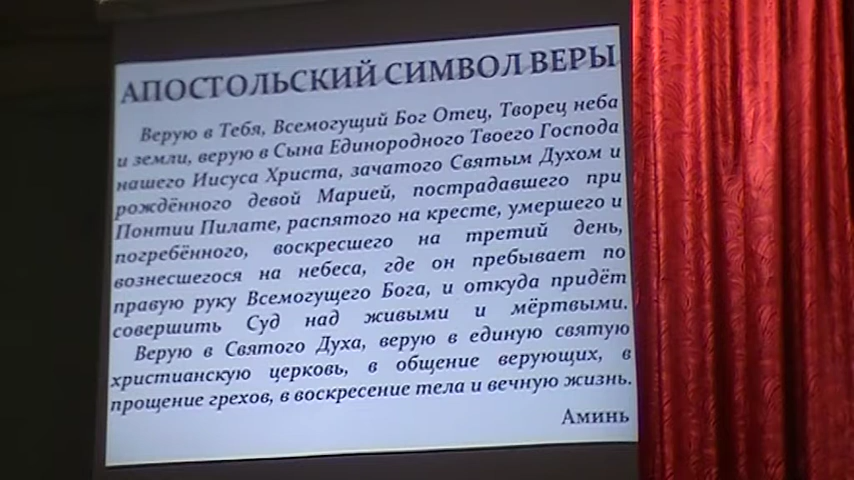 АПОСТОЛЬСКИЙ СИМВОЛ ВЕРЫ
Верую в Тебя, Всемогущий Бог Отец, Творец неба
и земли, верую в Сына Единородного Твоего Господа
нашего Иисуса Христа, зачатого Святым Духом и
рождённого девой Марией, пострадавшего при
Понтии Пилате, распятого на кресте, умершего и
погребённого, воскресшего на третий день,
вознесшегося на небеса, где он пребывает по
правую руку Всемогущего Бога, и откуда придёт
совершить Суд над живыми и мёртвыми.
Верую в Святого Духа, верую в единую святую
христианскую церковь, в общение верующих, в
прощение грехов, в воскресение тела и вечную жизнь.
Аминь